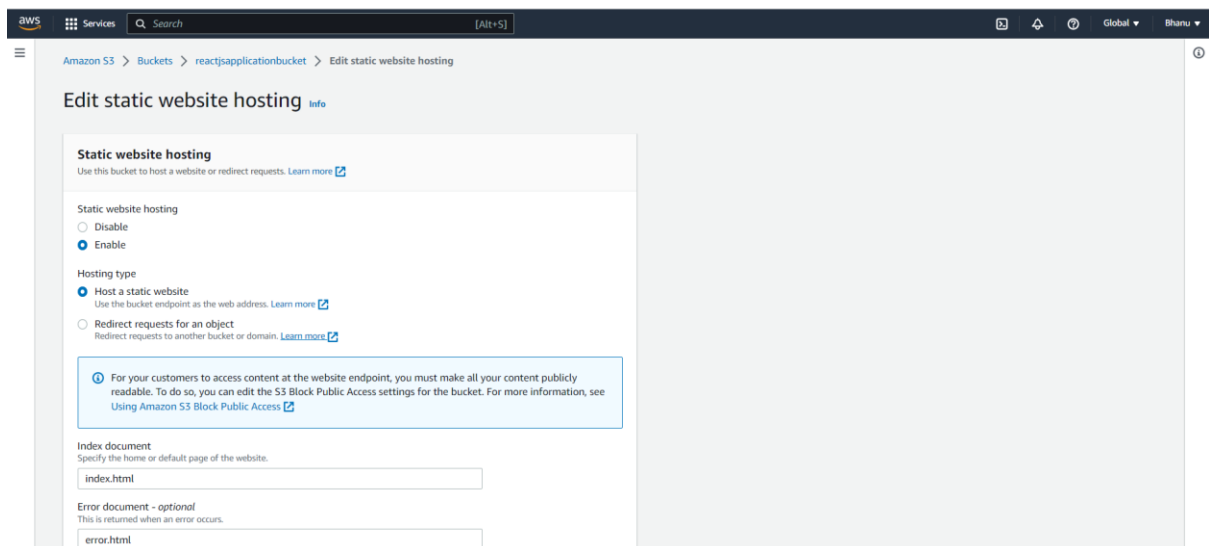 aws Services Search [Alt+S] Global Bhanu
Amazon S3 > Buckets > reactjsapplicationbucket > Edit static website hosting
Edit static website hosting Info
Static website hosting
Use this bucket to host a website or redirect requests. Learn more
Static website hosting
Disable
Enable
Hosting type
Host a static website
Use the bucket endpoint as the web address. Learn more
Redirect requests for an object
Redirect requests to another bucket or domain. Learn more
For your customers to access content at the website endpoint, you must make all your content publicly
readable. To do so, you can edit the S3 Block Public Access settings for the bucket. For more information, see
Using Amazon S3 Block Public Access
Index document
Specify the home or default page of the website.
index.html
Error document - optional
This is returned when an error occurs.
error.html